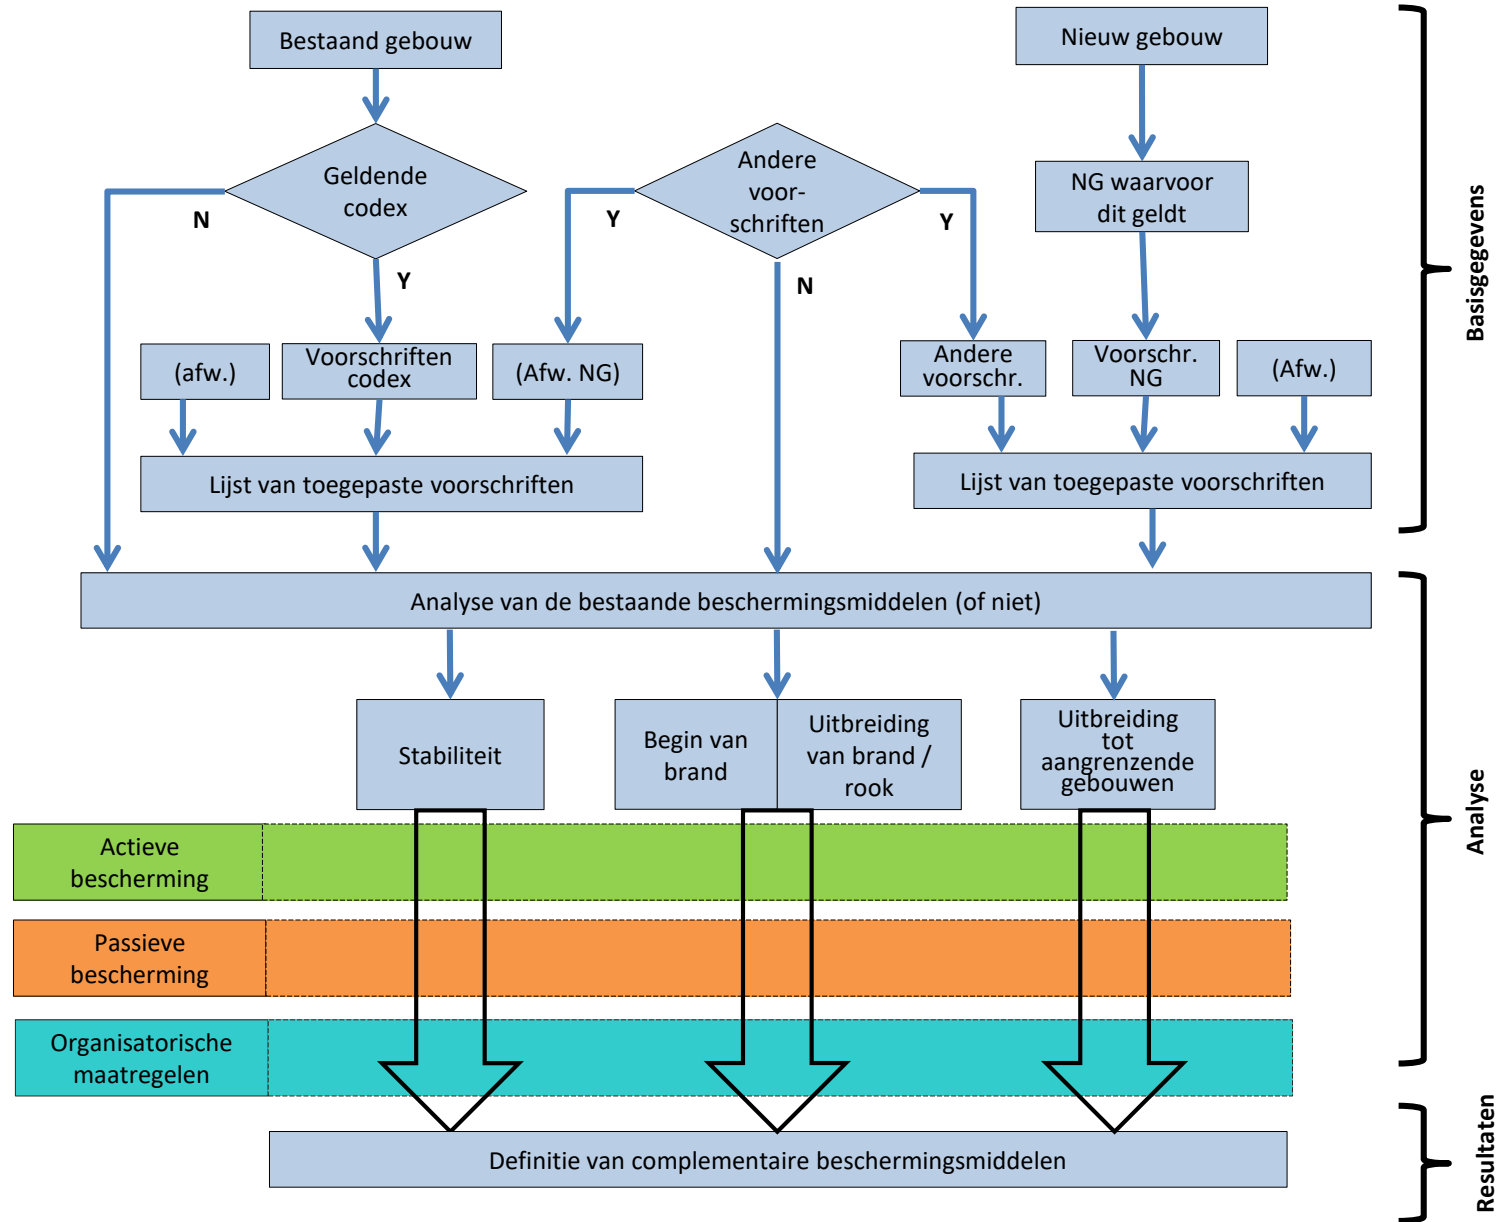 Bestaand gebouw
Nieuw gebouw
Geldende
codex
Andere
voor-
schriften
NG waarvoor
dit geldt
N
Y
Y
Y
N
(afw.)
Voorschriften
codex
(Afw. NG)
Andere
voorschr.
Voorschr.
NG
(Afw.)
Lijst van toegepaste voorschriften
Lijst van toegepaste voorschriften
Basisgegevens
Analyse van de bestaande beschermingsmiddelen (of niet)
Stabiliteit
Begin van
brand
Uitbreiding
van brand /
rook
Uitbreiding
tot
aangrenzende
gebouwen
Actieve
bescherming
Passieve
bescherming
Organisatorische
maatregelen
Analyse
Definitie van complementaire beschermingsmiddelen
Resultaten